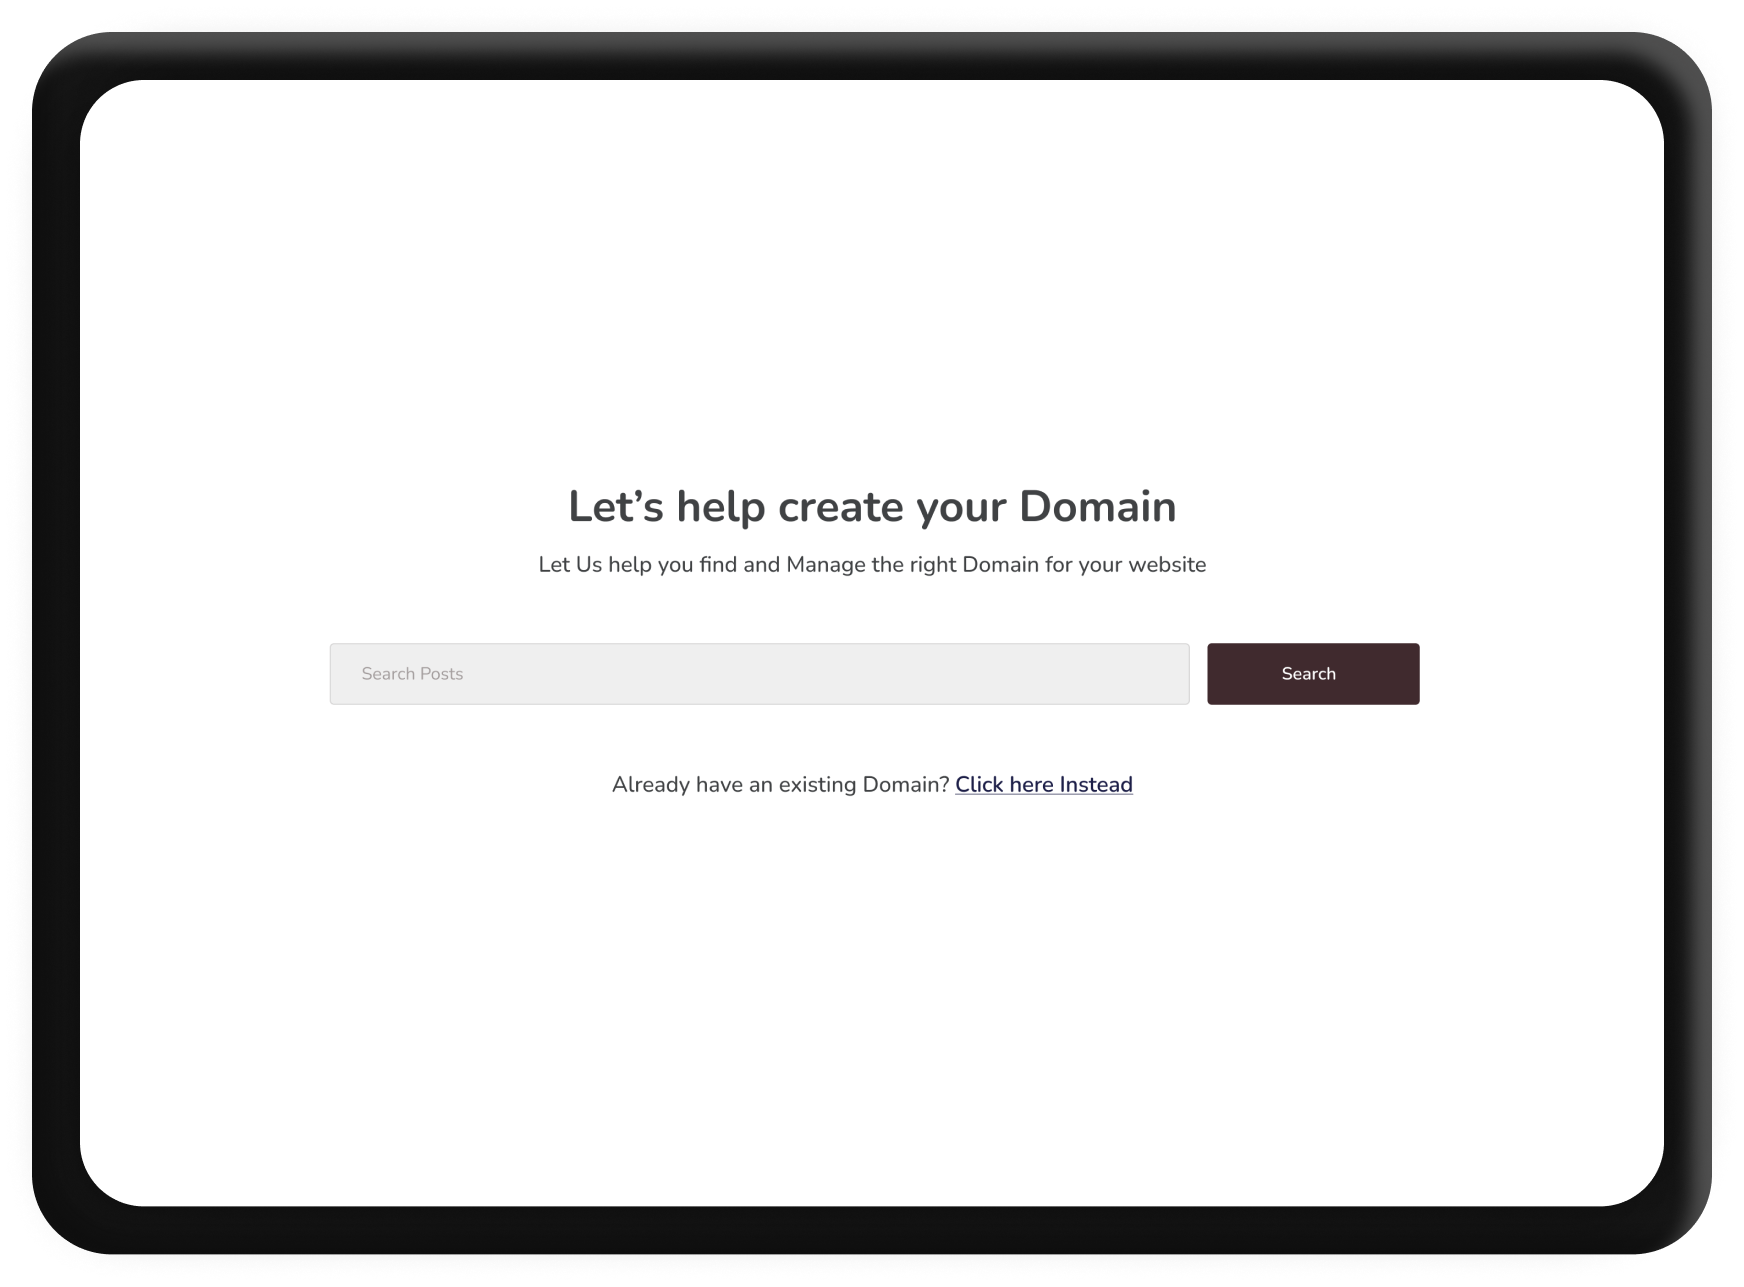 Let’s help create your Domain
Let Us help you find and Manage the right Domain for your website
Search Posts
Search
Already have an existing Domain? Click here Instead